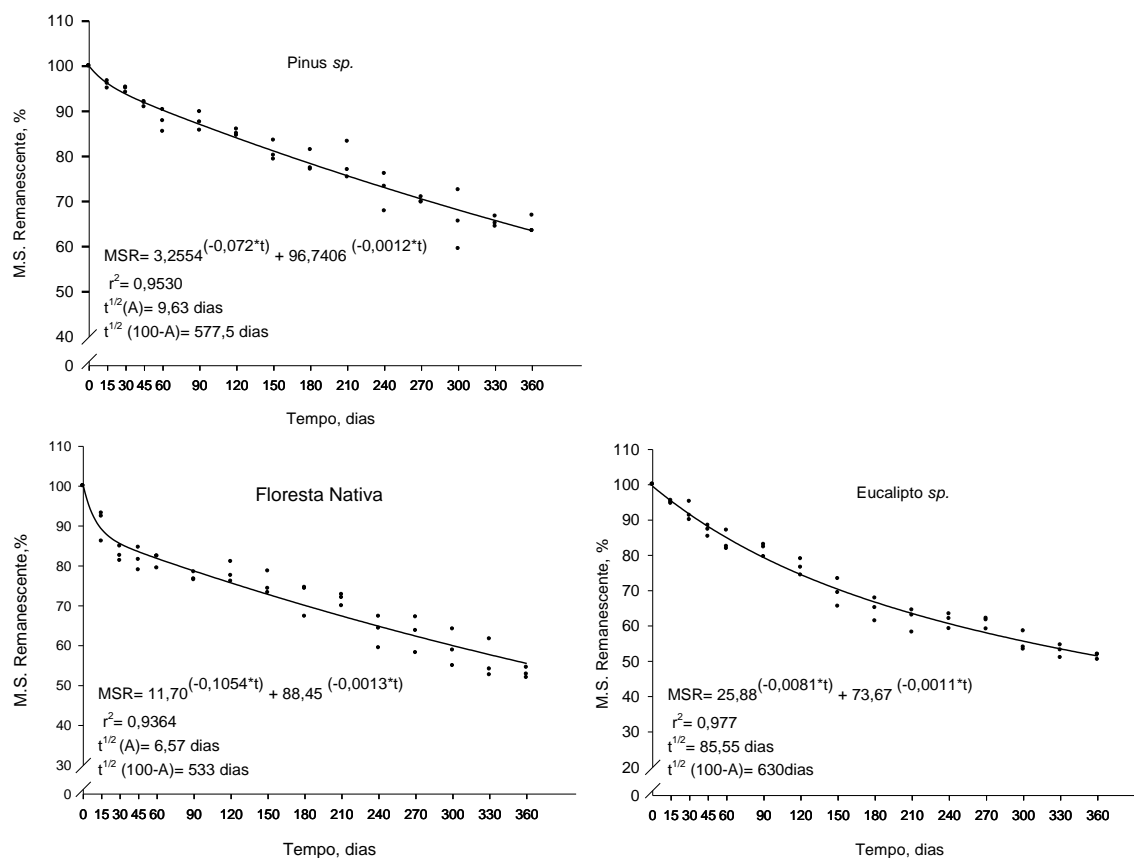 Pinus sp.
M.S. Remanescente, %
110
100
90
80
70
60
50
40
0
MSR= 3,2554(-0,072*t) + 96,7406 (-0,0012*t)
r2= 0,9530
t1/2(A)= 9,63 dias
t1/2 (100-A)= 577,5 dias
0 15 30 45 60 90 120 150 180 210 240 270 300 330 360
Tempo, dias
Floresta Nativa
M.S. Remanescente,%
110
100
90
80
70
60
50
40
30
0
MSR= 11,70(-0,1054*t) + 88,45 (-0,0013*t)
r2= 0,9364
t1/2 (A)= 6,57 dias
t1/2 (100-A)= 533 dias
0 15 30 45 60 90 120 150 180 210 240 270 300 330 360
Tempo, dias
Eucalipto sp.
M.S. Remanescente, %
110
100
90
80
70
60
50
40
30
20
0
MSR= 25,88(-0,0081*t) + 73,67 (-0,0011*t)
r2= 0,977
t1/2= 85,55 dias
t1/2 (100-A)= 630dias
0 15 30 45 60 90 120 150 180 210 240 270 300 330 360
Tempo, dias